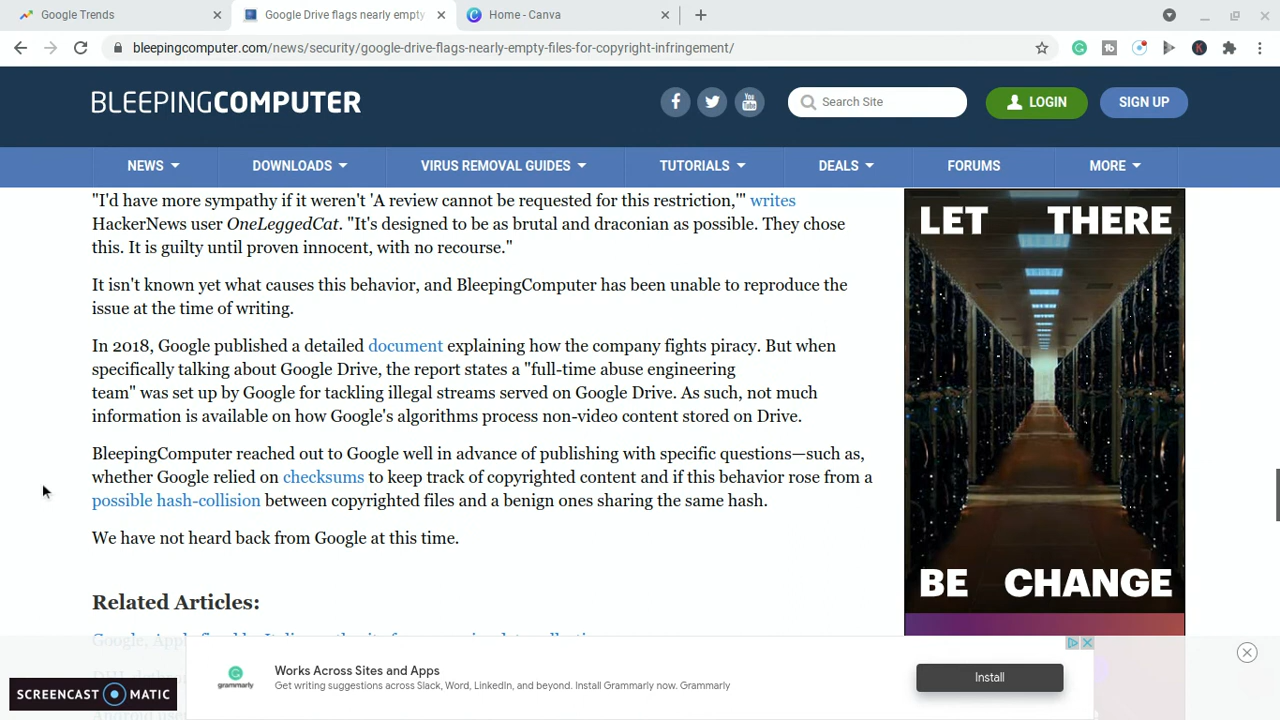 Google Trends
Google Drive flags nearly empty
Home - Canva
bleepingcomputer.com/news/security/google-drive-flags-nearly-empty-files-for-copyright-infringement/
BLEEPINGCOMPUTER
Search Site
LOGIN
SIGN UP
NEWS
DOWNLOADS
VIRUS REMOVAL GUIDES
TUTORIALS
DEALS
FORUMS
MORE
"I'd have more sympathy if it weren't 'A review cannot be requested for this restriction,'" writes
HackerNews user OneLeggedCat. "It's designed to be as brutal and draconian as possible. They chose
this. It is guilty until proven innocent, with no recourse."
It isn't known yet what causes this behavior, and BleepingComputer has been unable to reproduce the
issue at the time of writing.
In 2018, Google published a detailed document explaining how the company fights piracy. But when
specifically talking about Google Drive, the report states a "full-time abuse engineering
team" was set up by Google for tackling illegal streams served on Google Drive. As such, not much
information is available on how Google's algorithms process non-video content stored on Drive.
BleepingComputer reached out to Google well in advance of publishing with specific questions—such as,
whether Google relied on checksums to keep track of copyrighted content and if this behavior rose from a
possible hash-collision between copyrighted files and a benign ones sharing the same hash.
We have not heard back from Google at this time.
Related Articles:
LET THERE
BE CHANGE
grammarly
Works Across Sites and Apps
Get writing suggestions across Slack, Word, LinkedIn, and beyond. Install Grammarly now. Grammarly
Install
SCREENCAST MATIC